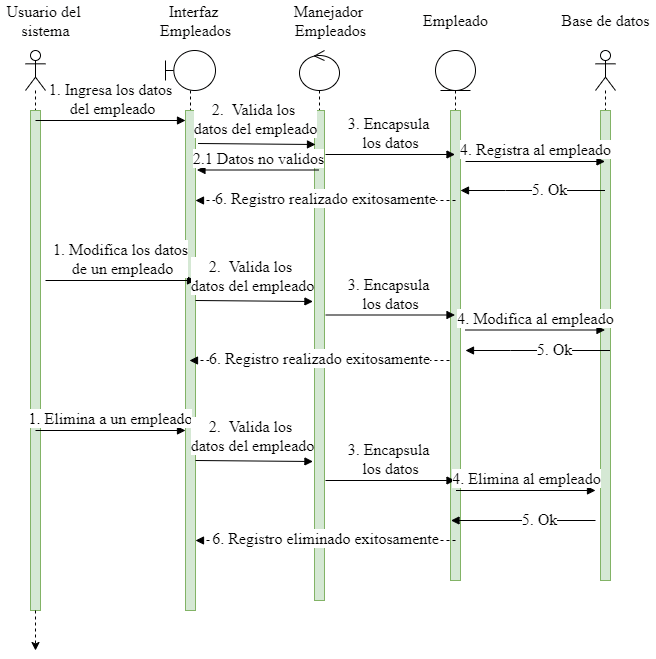 Usuario del
sistema
Interfaz
Empleados
Manejador
Empleados
Empleado
Base de datos
1. Ingresa los datos
del empleado
2. Valida los
datos del empleado
3. Encapsula
los datos
4. Registra al empleado
2.1 Datos no validos
5. Ok
6. Registro realizado exitosamente
1. Modifica los datos
de un empleado
2. Valida los
datos del empleado
3. Encapsula
los datos
4. Modifica al empleado
5. Ok
6. Registro realizado exitosamente
1. Elimina a un empleado
2. Valida los
datos del empleado
3. Encapsula
los datos
4. Elimina al empleado
5. Ok
6. Registro eliminado exitosamente